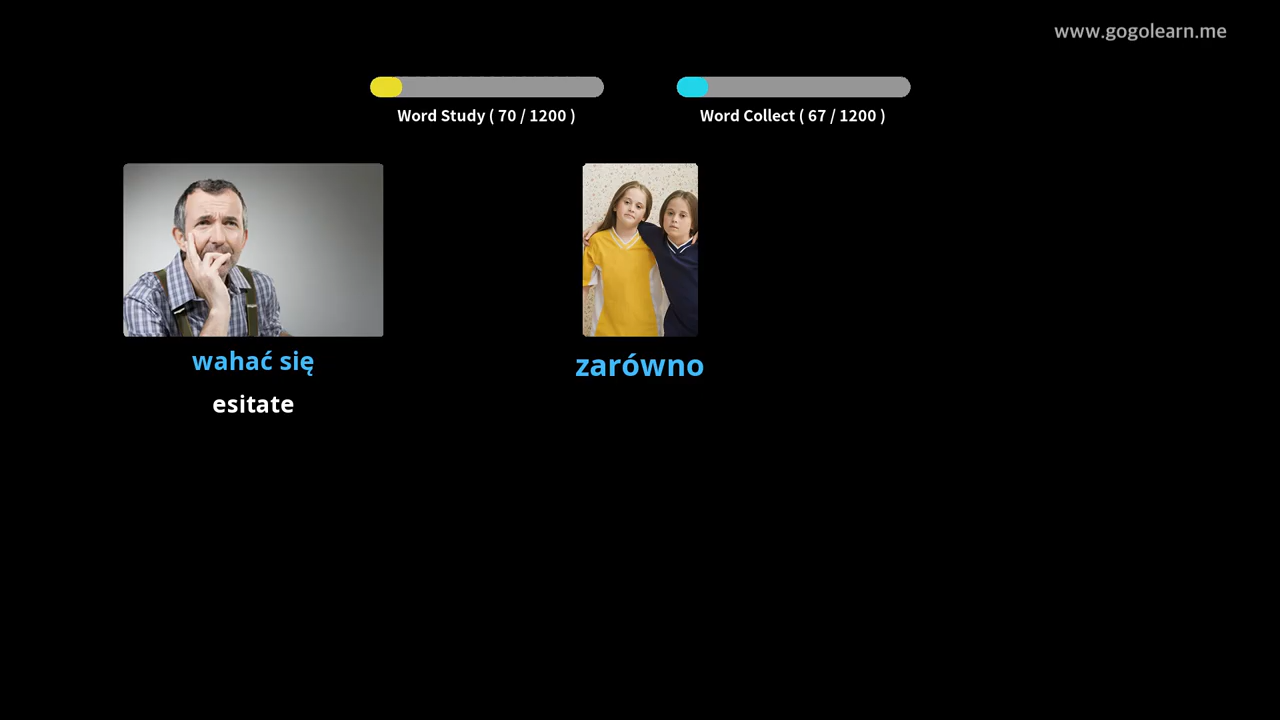 www.gogolearn.me
Word Study ( 70 / 1200 )
Word Collect ( 67 / 1200 )
wahać się
esitate
zarówno